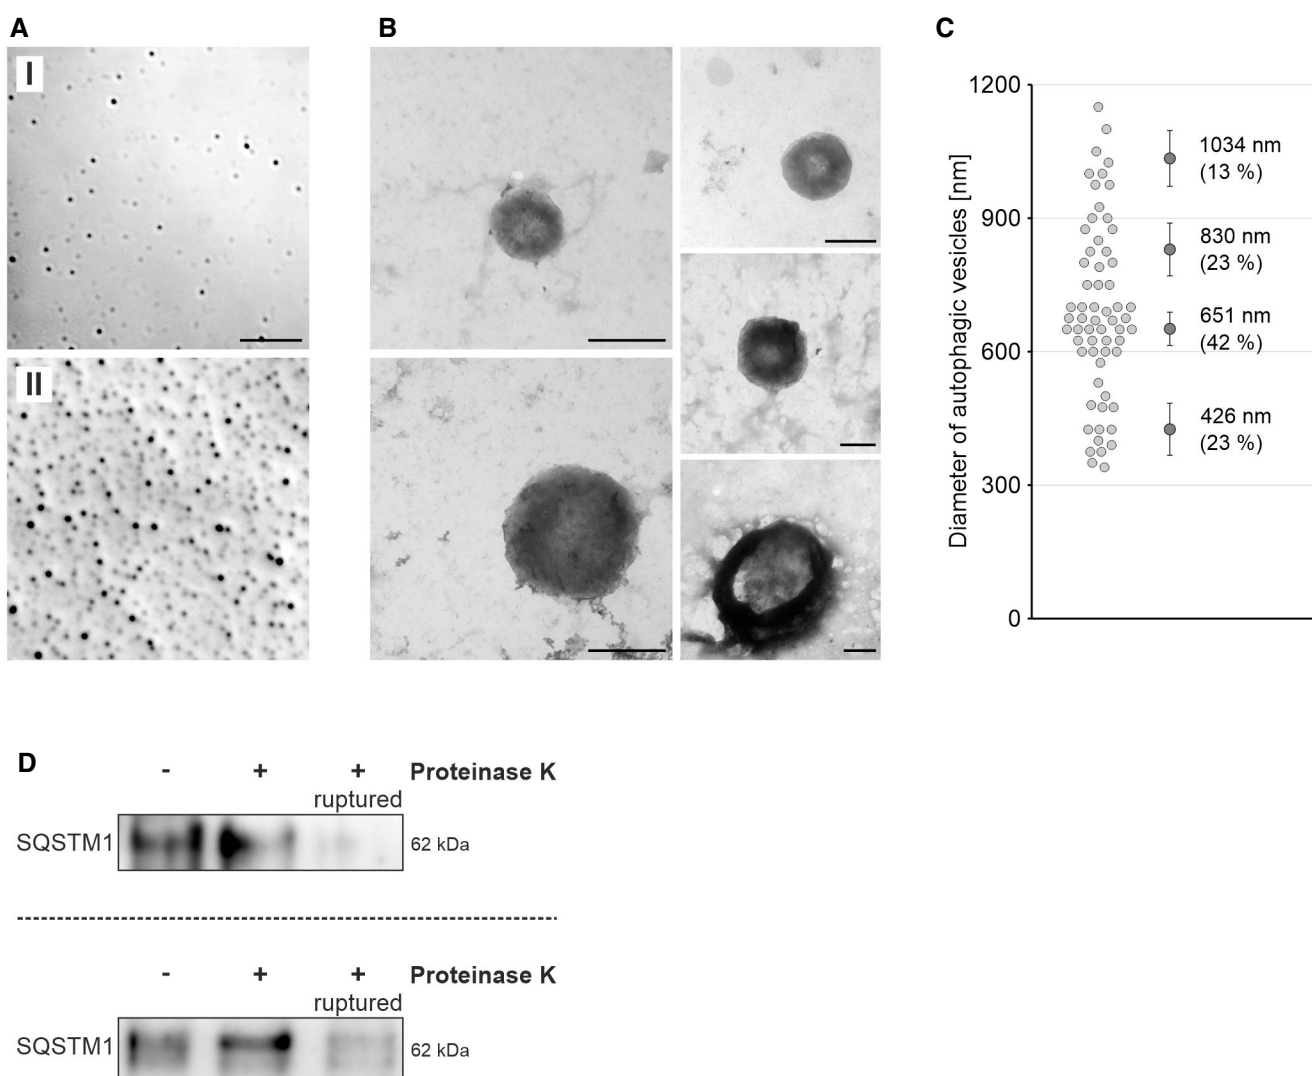 A
B
C
I
II
1200
900
600
300
0
Diameter of autophagic vesicles [nm]
1034 nm
(13 %)
830 nm
(23 %)
651 nm
(42 %)
426 nm
(23 %)
D
- + + Proteinase K
ruptured
SQSTM1 62 kDa
- + + Proteinase K
ruptured
SQSTM1 62 kDa